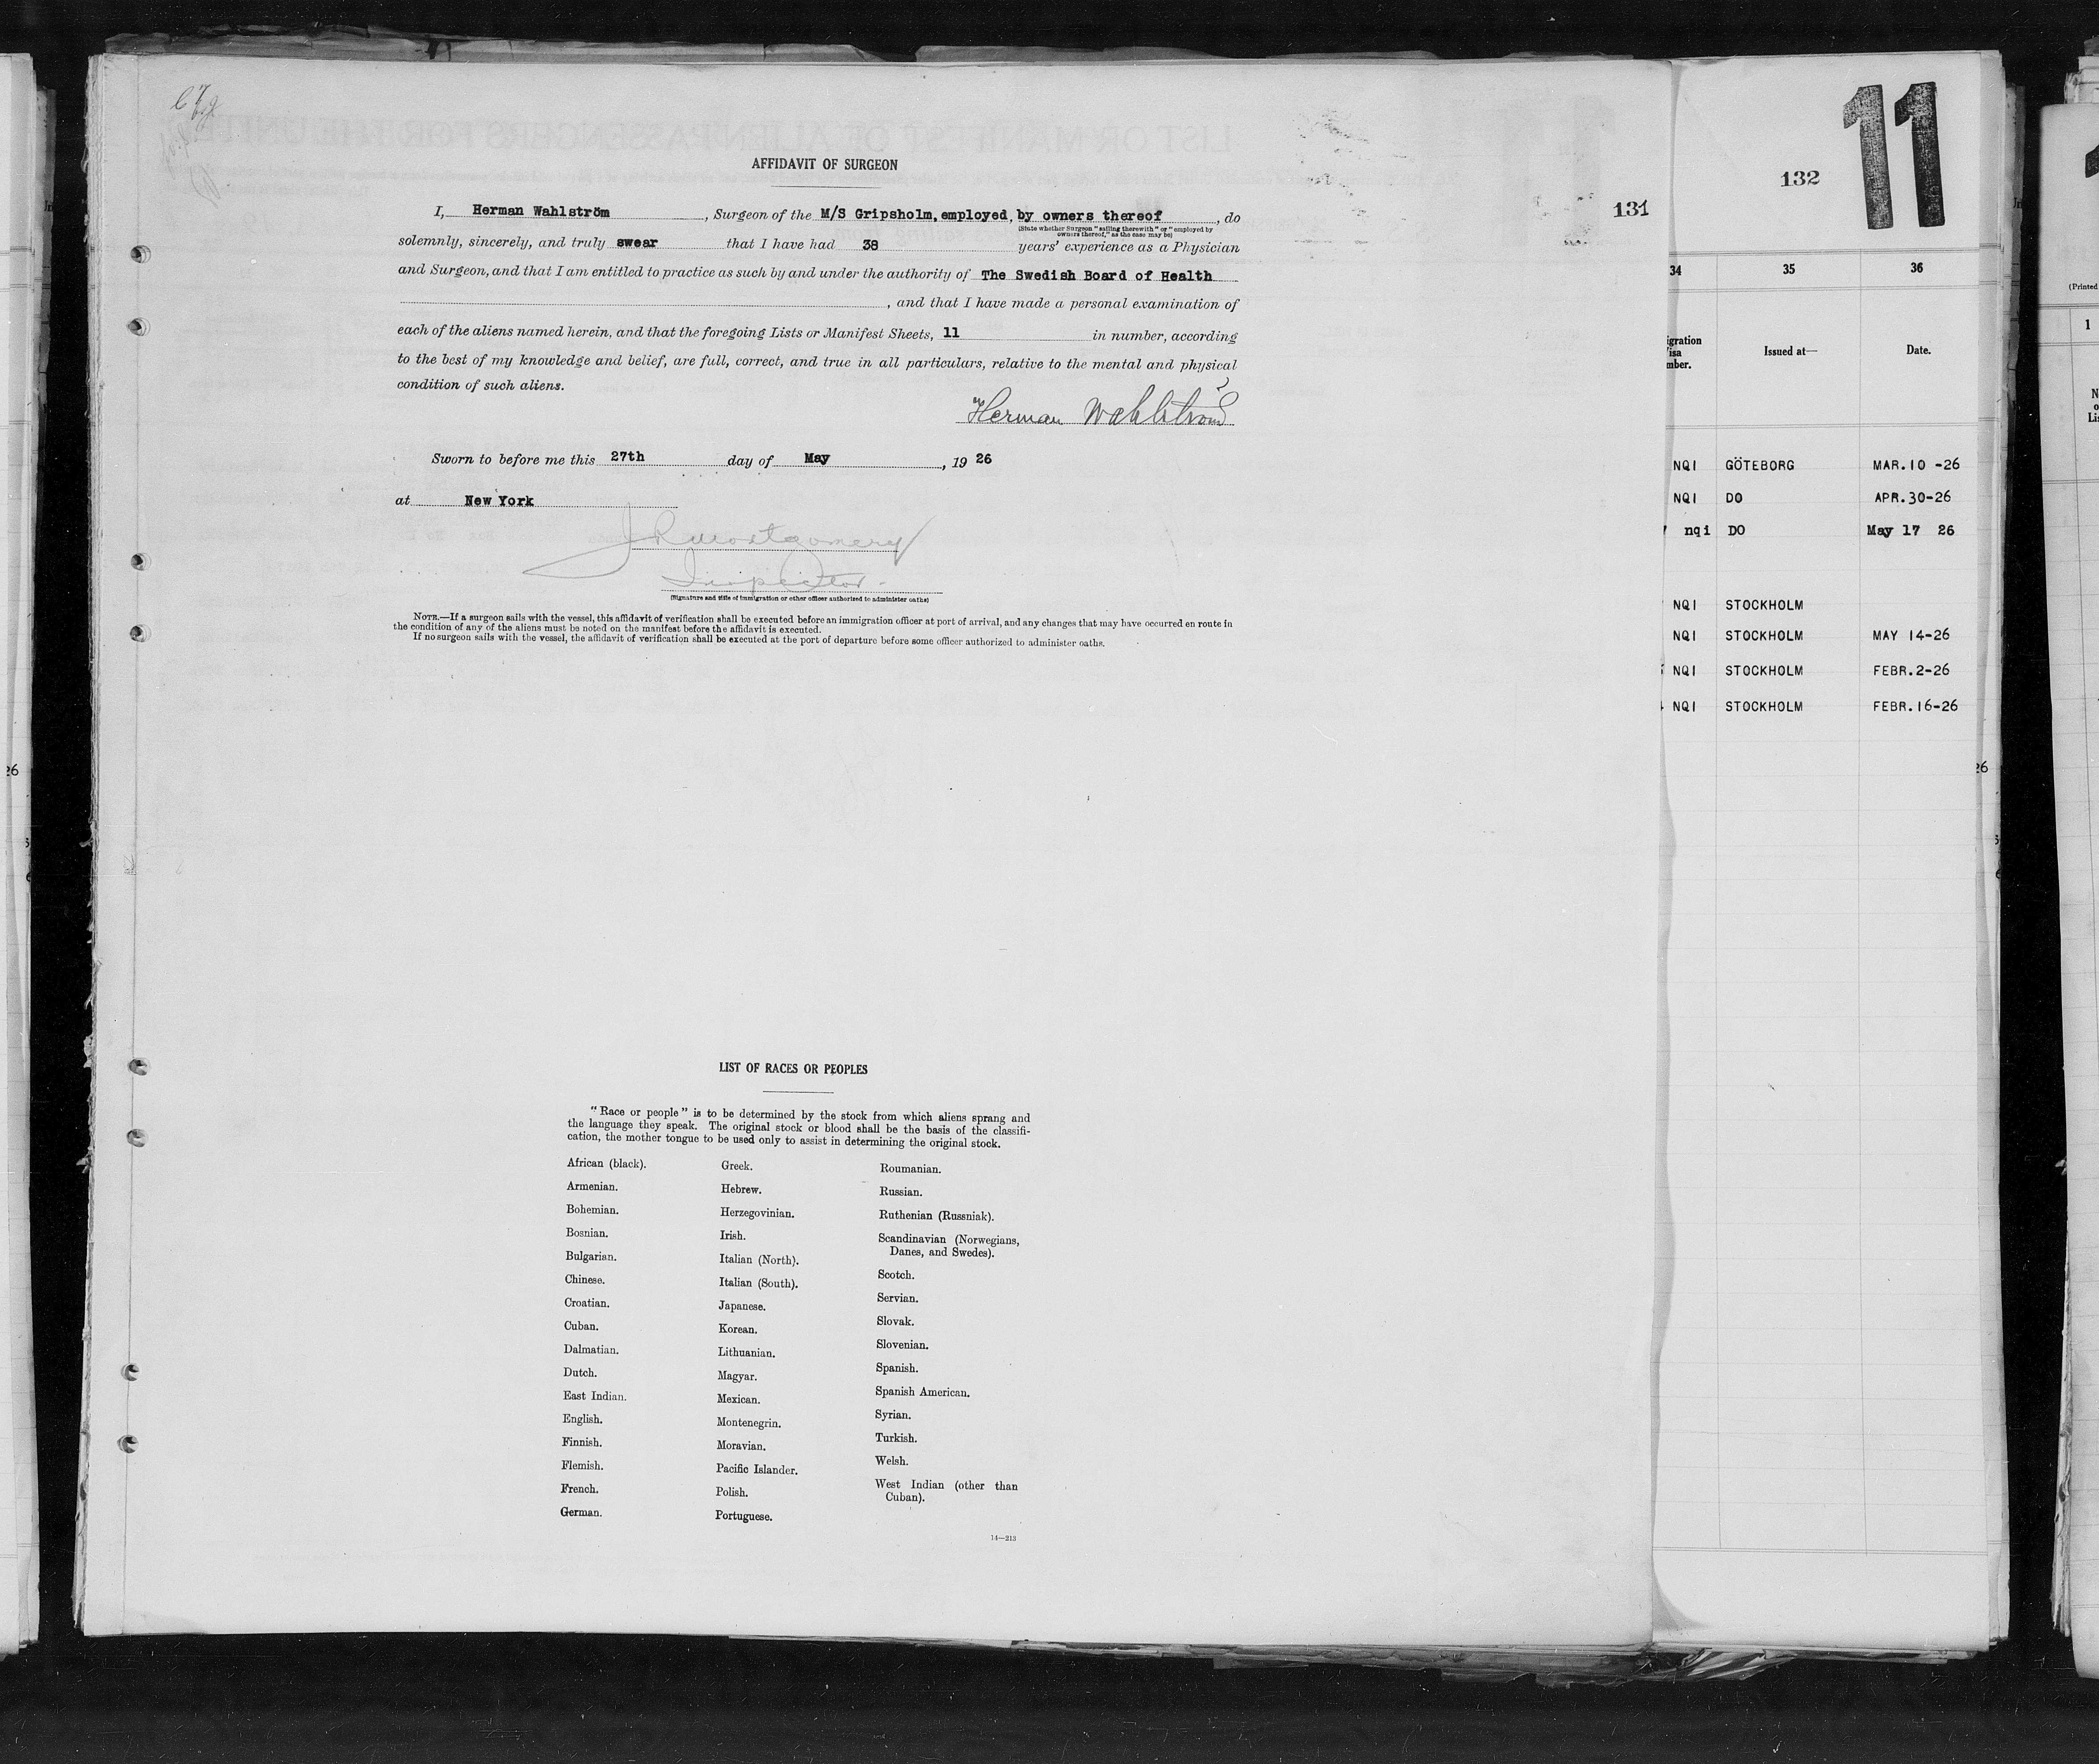 AFFIDAVIT OF SURGEON
I, Herman Wahlström, Surgeon of the M/S Gripsholm, employed, by owners thereof, do
(State whether Surgeon "sailing therewith" or "employed by
owners thereof," as the case may be)
solemnly, sincerely, and truly swear that I have had 38 years' experience as a Physician
and Surgeon, and that I am entitled to practice as such by and under the authority of The Swedish Board of Health
, and that I have made a personal examination of
each of the aliens named herein, and that the foregoing Lists or Manifest Sheets, 11 in number, according
to the best of my knowledge and belief, are full, correct, and true in all particulars, relative to the mental and physical
condition of such aliens.
Herman Wahlström
Sworn to before me this 27th day of May, 19 26
at New York
J R Montgomery
Inspector.
(Signature and title of immigration or other officer authorized to administer oaths)
NOTE.—If a surgeon sails with the vessel, this affidavit of verification shall be executed before an immigration officer at port of arrival, and any changes that may have occurred en route in
the condition of any of the aliens must be noted on the manifest before the affidavit is executed.
If no surgeon sails with the vessel, the affidavit of verification shall be executed at the port of departure before some officer authorized to administer oaths.
LIST OF RACES OR PEOPLES
"Race or people" is to be determined by the stock from which aliens sprang and
the language they speak. The original stock or blood shall be the basis of the classifi-
cation, the mother tongue to be used only to assist in determining the original stock.
African (black).
Armenian.
Bohemian.
Bosnian.
Bulgarian.
Chinese.
Croatian.
Cuban.
Dalmatian.
Dutch.
East Indian.
English.
Finnish.
Flemish.
French.
German.
Greek.
Hebrew.
Herzegovinian.
Irish.
Italian (North).
Italian (South).
Japanese.
Korean.
Lithuanian.
Magyar.
Mexican.
Montenegrin.
Moravian.
Pacific Islander.
Polish.
Portuguese.
Roumanian.
Russian.
Ruthenian (Russniak).
Scandinavian (Norwegians,
Danes, and Swedes).
Scotch.
Servian.
Slovak.
Slovenian.
Spanish.
Spanish American.
Syrian.
Turkish.
Welsh.
West Indian (other than
Cuban).
14—213
131
132
11
34 35 36
Issued at— Date.
NQI GÖTEBORG MAR.10 -26
NQI DO APR.30-26
nqi DO May 17 26
NQI STOCKHOLM
NQI STOCKHOLM MAY 14-26
NQI STOCKHOLM FEBR.2-26
NQI STOCKHOLM FEBR.16-26
26
26
(Printed
1